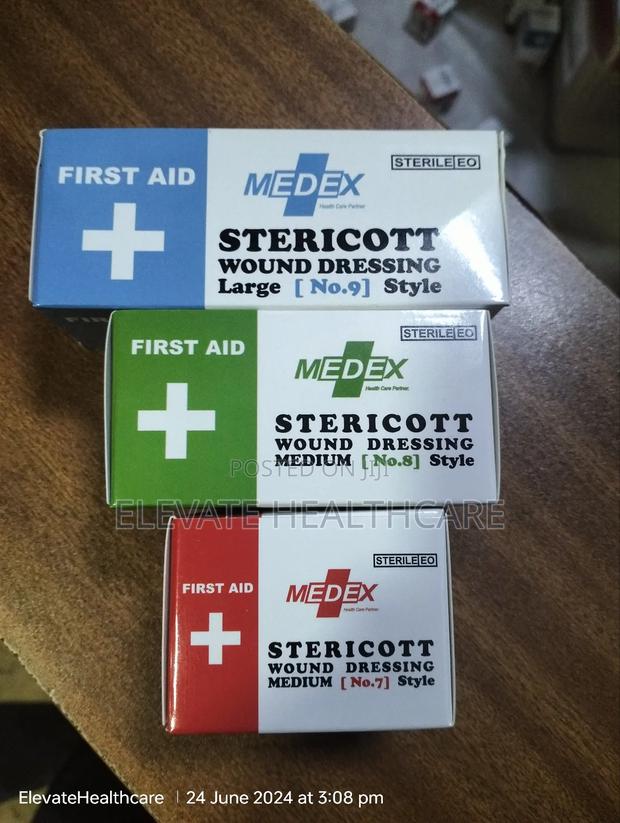 FIRST AID
MEDEX
Health Care Partner
STERILE EO
STERICOTT
WOUND DRESSING
Large [ No.9] Style
FIRST AID
MEDEX
Health Care Partner.
STERILE EO
STERICOTT
WOUND DRESSING
MEDIUM [ No.8] Style
POSTED ON Jiji
ELEVATE HEALTHCARE
FIRST AID
MEDEX
Health Care Partner.
STERILE EO
STERICOTT
WOUND DRESSING
MEDIUM [ No.7] Style
ElevateHealthcare | 24 June 2024 at 3:08 pm